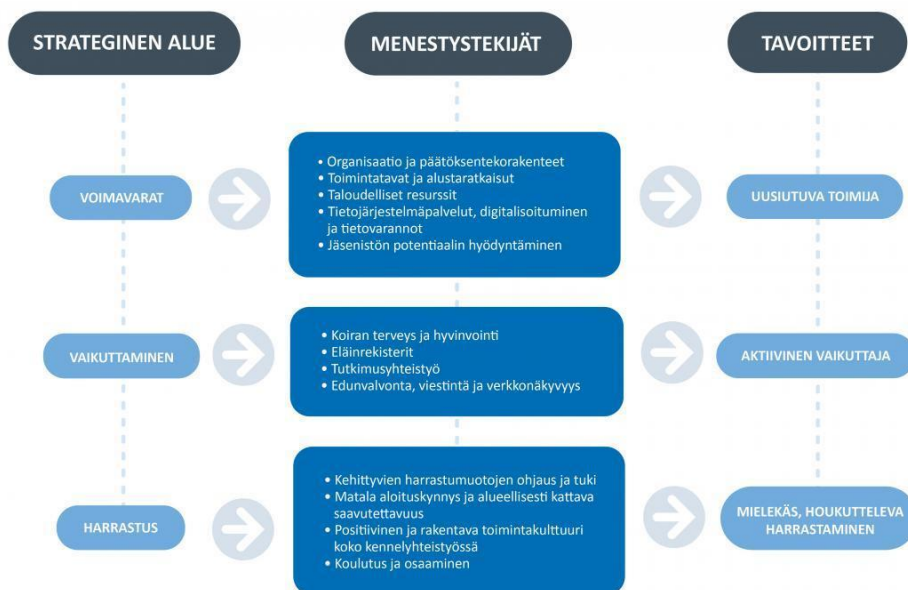 STRATEGINEN ALUE
MENESTYSTEKIJÄT
TAVOITTEET
VOIMAVARAT
• Organisaatio ja päätöksentekorakenteet
• Toimintatavat ja alustaratkaisut
• Taloudelliset resurssit
• Tietojärjestelmäpalvelut, digitalisoituminen
ja tietovarannot
• Jäsenistön potentiaalin hyödyntäminen
UUSIUTUVA TOIMIJA
VAIKUTTAMINEN
• Koiran terveys ja hyvinvointi
• Eläinrekisterit
• Tutkimusyhteistyö
• Edunvalvonta, viestintä ja verkkonäkyvyys
AKTIIVINEN VAIKUTTAJA
HARRASTUS
• Kehittyvien harrastumuotojen ohjaus ja tuki
• Matala aloituskynnys ja alueellisesti kattava
saavutettavuus
• Positiivinen ja rakentava toimintakulttuuri
koko kennelyhteistyössä
• Koulutus ja osaaminen
MIELEKÄS, HOUKUTTELEVA
HARRASTAMINEN